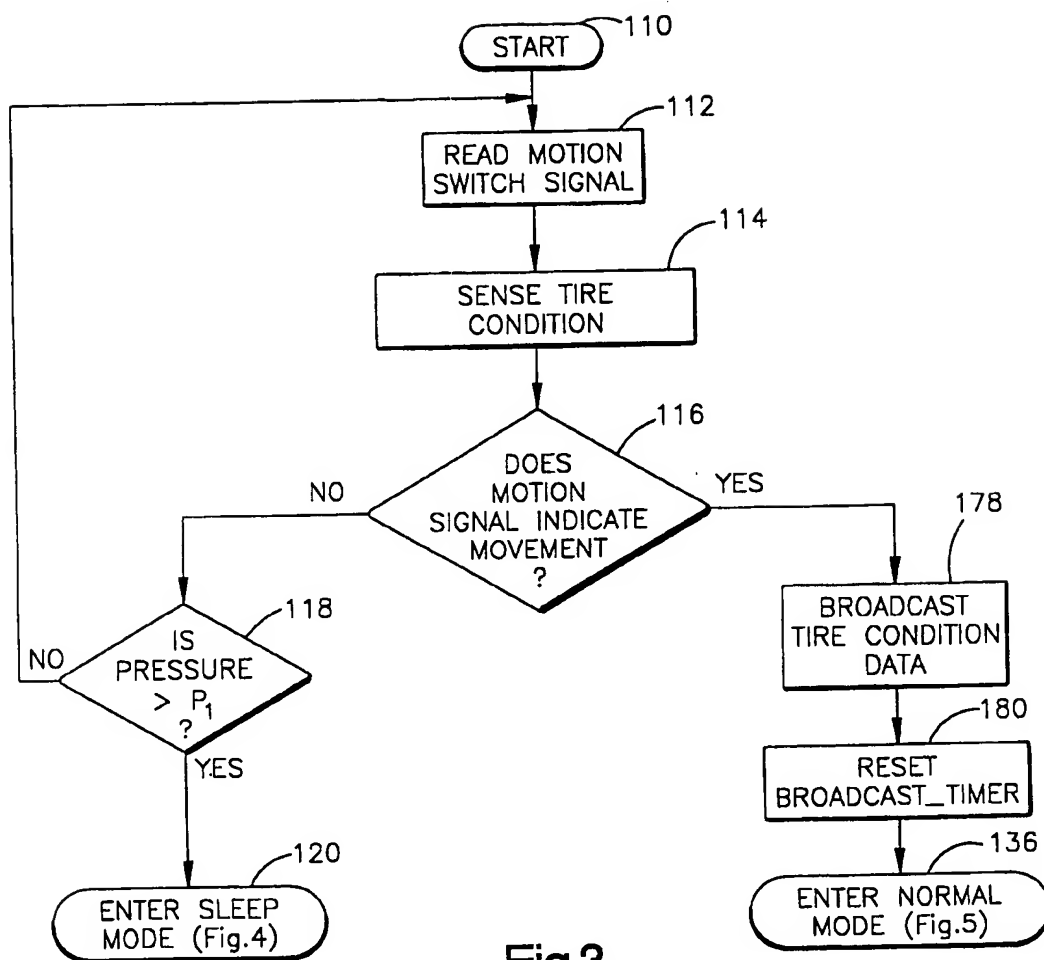 110
START
112
READ MOTION
SWITCH SIGNAL
114
SENSE TIRE
CONDITION
116
DOES
MOTION
SIGNAL INDICATE
MOVEMENT
?
NO
YES
118
IS
PRESSURE
> P₁
?
NO
YES
120
ENTER SLEEP
MODE (Fig.4)
178
BROADCAST
TIRE CONDITION
DATA
180
RESET
BROADCAST_TIMER
136
ENTER NORMAL
MODE (Fig.5)
Fig.3